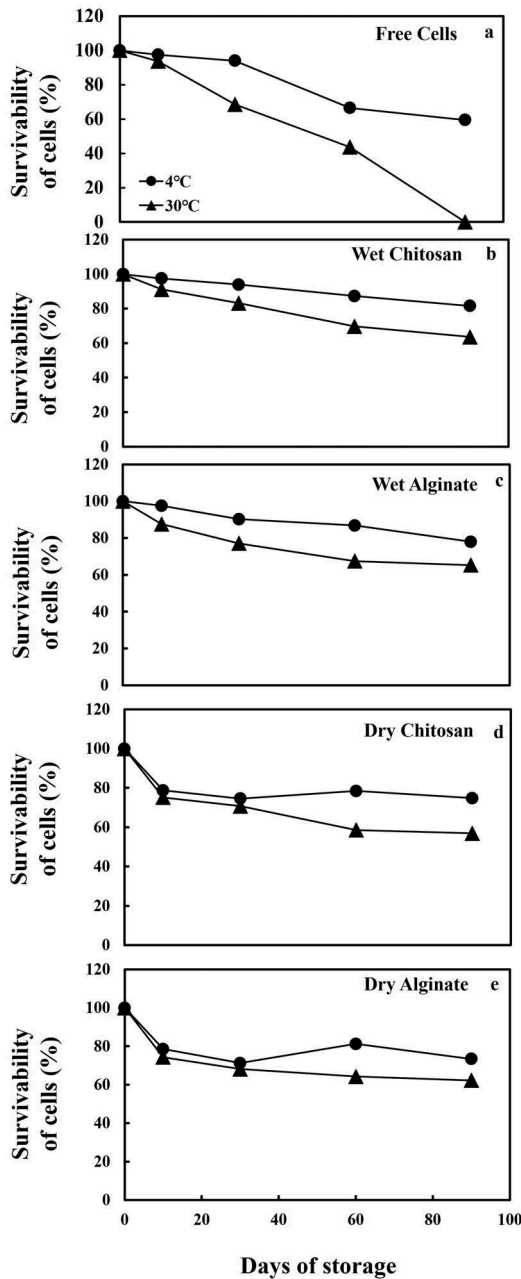 120
Free Cells a
100
80
60
40
20
0
Survivability
of cells (%)
4°C
30°C
120
Wet Chitosan b
100
80
60
40
20
0
Survivability
of cells (%)
120
Wet Alginate c
100
80
60
40
20
0
Survivability
of cells (%)
120
Dry Chitosan d
100
80
60
40
20
0
Survivability
of cells (%)
120
Dry Alginate e
100
80
60
40
20
0
Survivability
of cells (%)
0 20 40 60 80 100
Days of storage